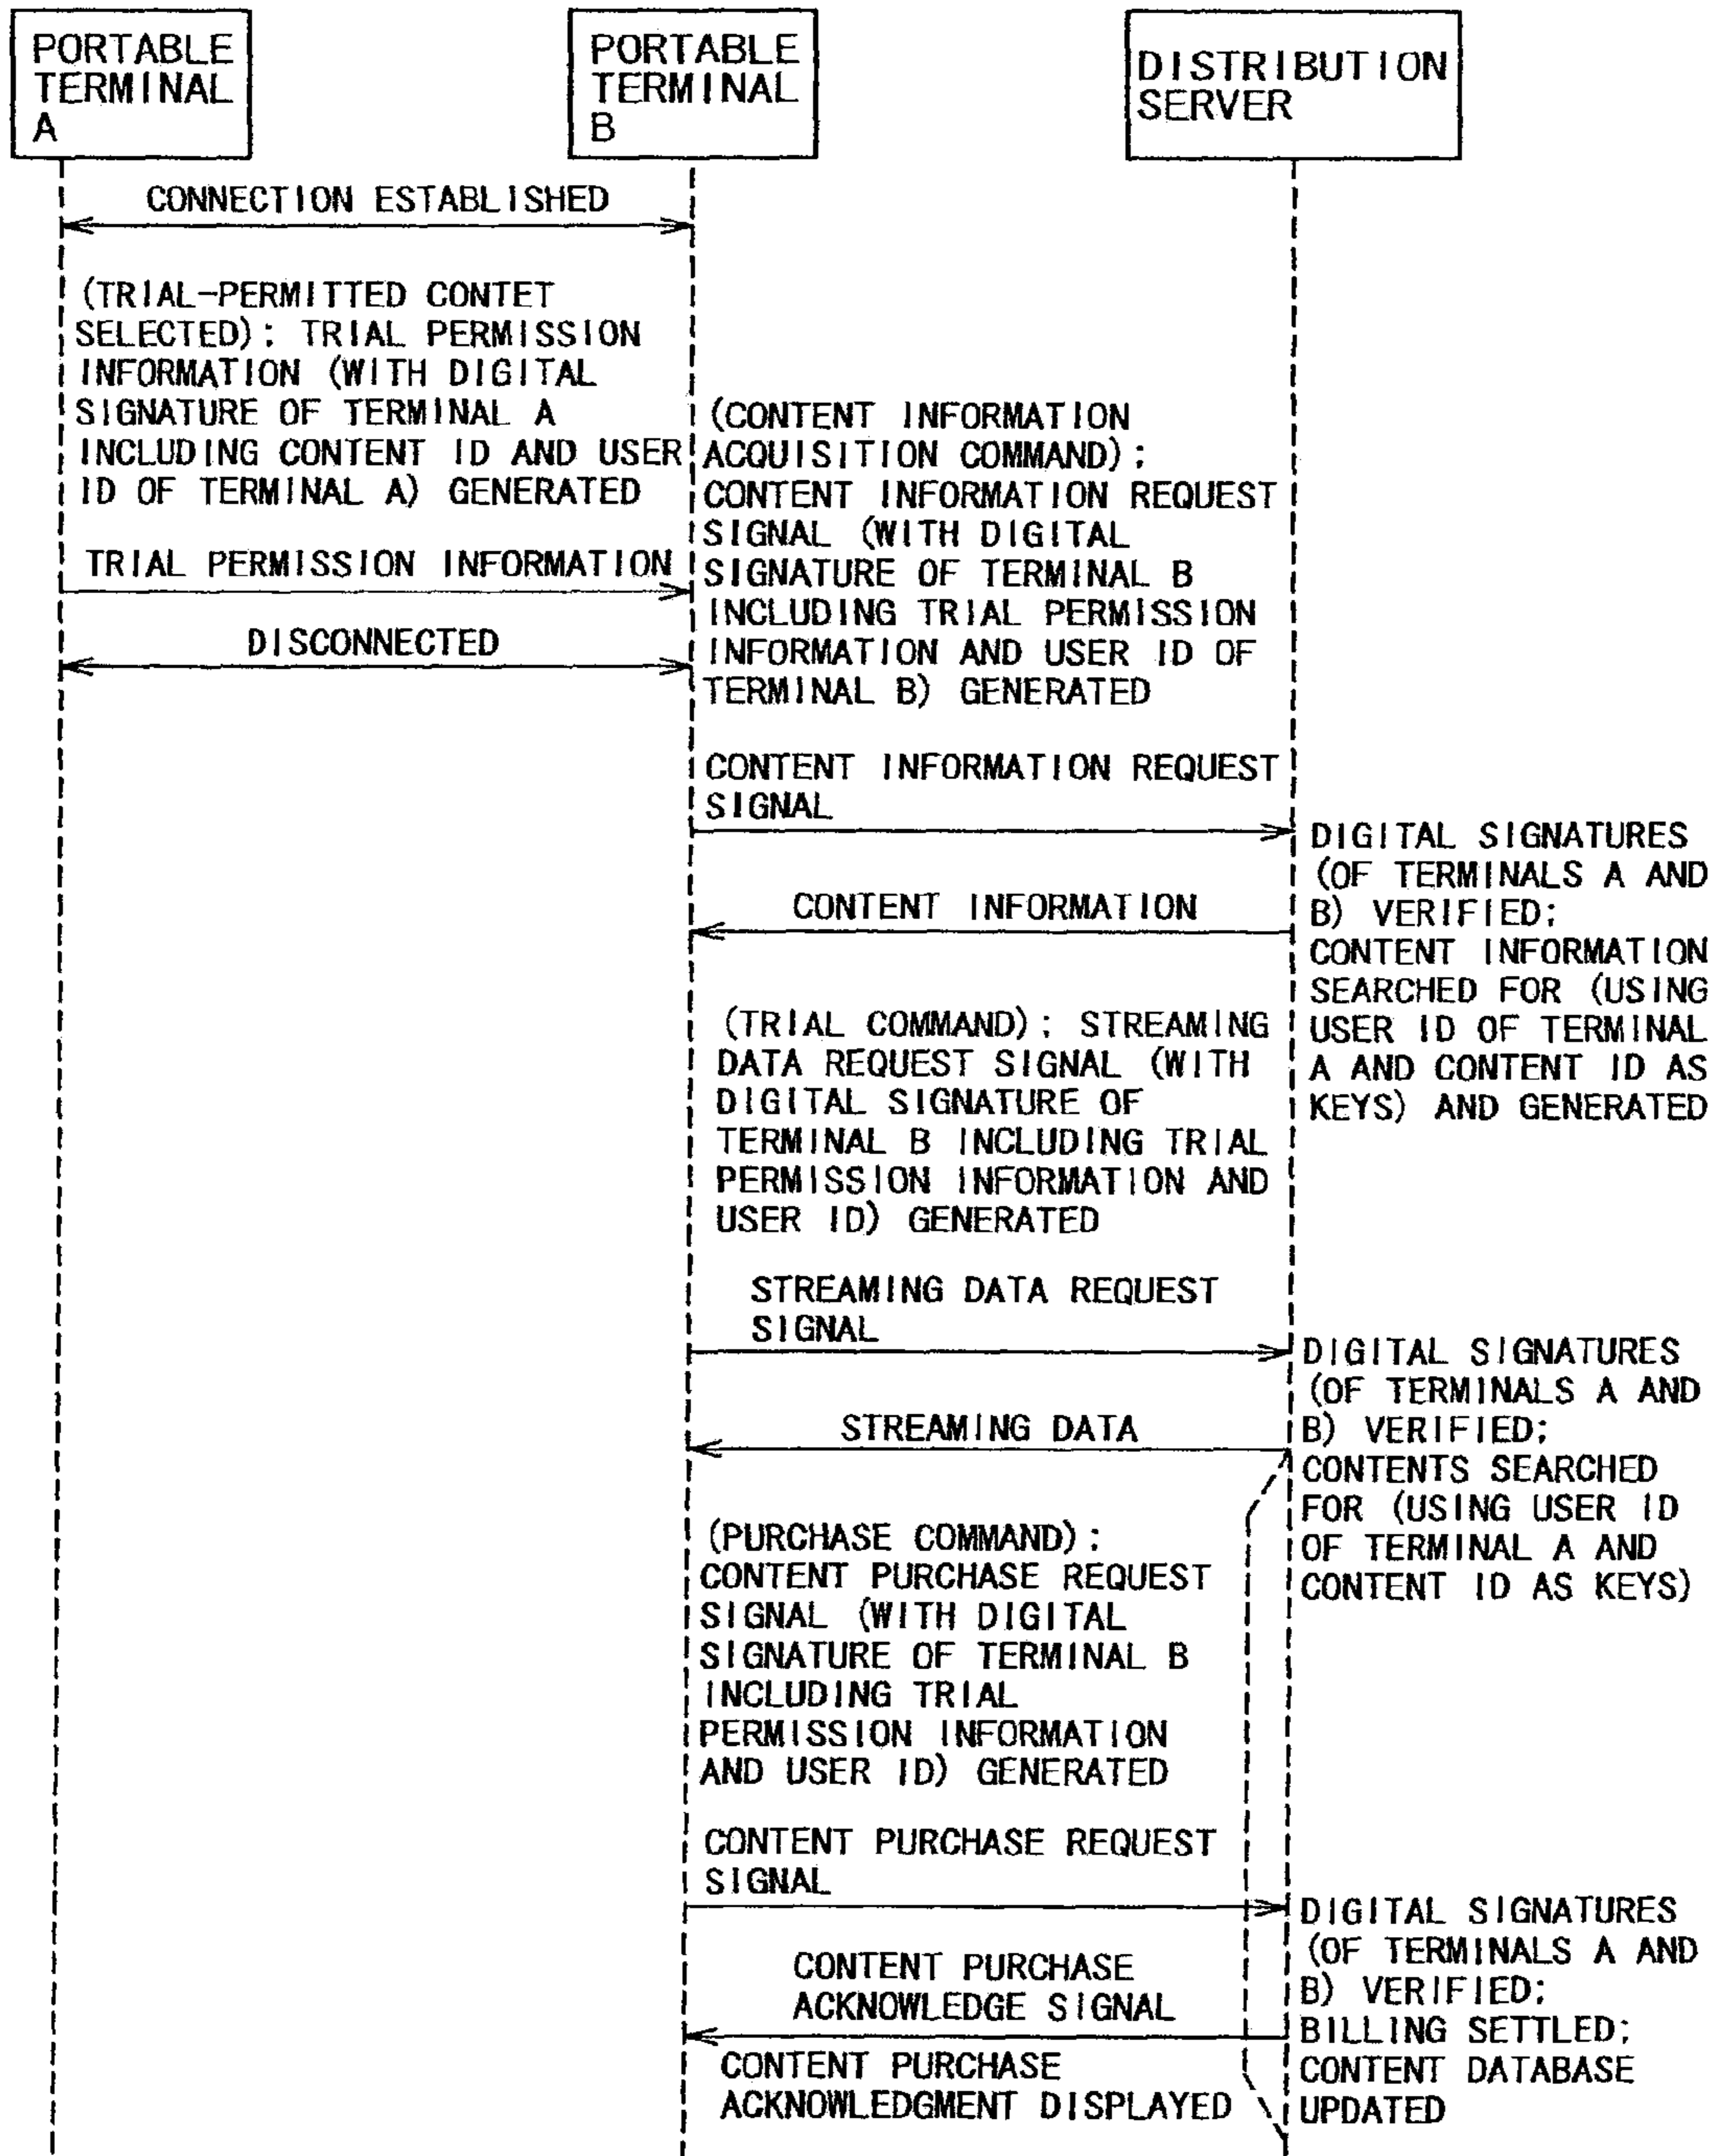 PORTABLE
TERMINAL
A
PORTABLE
TERMINAL
B
DISTRIBUTION
SERVER
CONNECTION ESTABLISHED
(TRIAL-PERMITTED CONTET
SELECTED); TRIAL PERMISSION
INFORMATION (WITH DIGITAL
SIGNATURE OF TERMINAL A
INCLUDING CONTENT ID AND USER
ID OF TERMINAL A) GENERATED
TRIAL PERMISSION INFORMATION
DISCONNECTED
(CONTENT INFORMATION
ACQUISITION COMMAND);
CONTENT INFORMATION REQUEST
SIGNAL (WITH DIGITAL
SIGNATURE OF TERMINAL B
INCLUDING TRIAL PERMISSION
INFORMATION AND USER ID OF
TERMINAL B) GENERATED
CONTENT INFORMATION REQUEST
SIGNAL
DIGITAL SIGNATURES
(OF TERMINALS A AND
B) VERIFIED;
CONTENT INFORMATION
SEARCHED FOR (USING
USER ID OF TERMINAL
A AND CONTENT ID AS
KEYS) AND GENERATED
CONTENT INFORMATION
(TRIAL COMMAND); STREAMING
DATA REQUEST SIGNAL (WITH
DIGITAL SIGNATURE OF
TERMINAL B INCLUDING TRIAL
PERMISSION INFORMATION AND
USER ID) GENERATED
STREAMING DATA REQUEST
SIGNAL
DIGITAL SIGNATURES
(OF TERMINALS A AND
B) VERIFIED;
CONTENTS SEARCHED
FOR (USING USER ID
OF TERMINAL A AND
CONTENT ID AS KEYS)
STREAMING DATA
(PURCHASE COMMAND);
CONTENT PURCHASE REQUEST
SIGNAL (WITH DIGITAL
SIGNATURE OF TERMINAL B
INCLUDING TRIAL
PERMISSION INFORMATION
AND USER ID) GENERATED
CONTENT PURCHASE REQUEST
SIGNAL
DIGITAL SIGNATURES
(OF TERMINALS A AND
B) VERIFIED;
BILLING SETTLED;
CONTENT DATABASE
UPDATED
CONTENT PURCHASE
ACKNOWLEDGE SIGNAL
CONTENT PURCHASE
ACKNOWLEDGMENT DISPLAYED